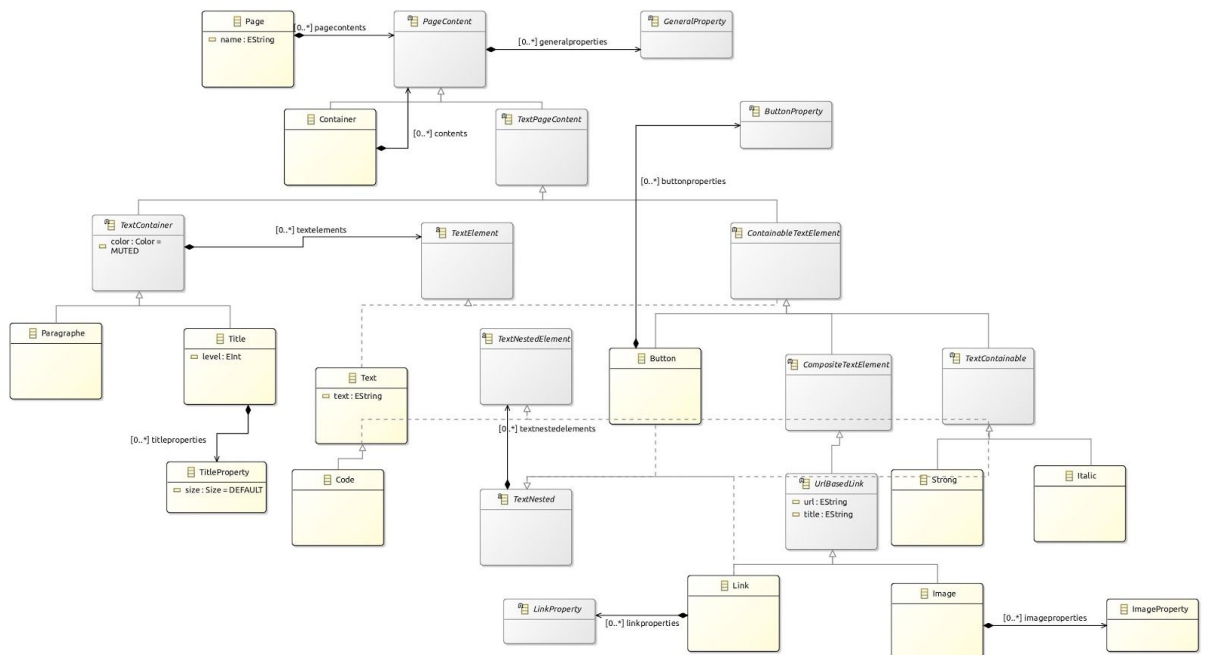 Page
name : EString
[0..*] pagecontents
PageContent
[0..*] generalproperties
GeneralProperty
Container
[0..*] contents
TextPageContent
ButtonProperty
[0..*] buttonproperties
TextContainer
color : Color =
MUTED
[0..*] textelements
TextElement
ContainableTextElement
Paragraphe
Title
level : EInt
TextNestedElement
Button
CompositeTextElement
TextContainable
Text
text : EString
[0..*] titleproperties
[0..*] textnestedelements
TitleProperty
size : Size = DEFAULT
Code
TextNested
UrlBasedLink
url : EString
title : EString
Strong
Italic
Link
Image
LinkProperty
[0..*] linkproperties
[0..*] imageproperties
ImageProperty